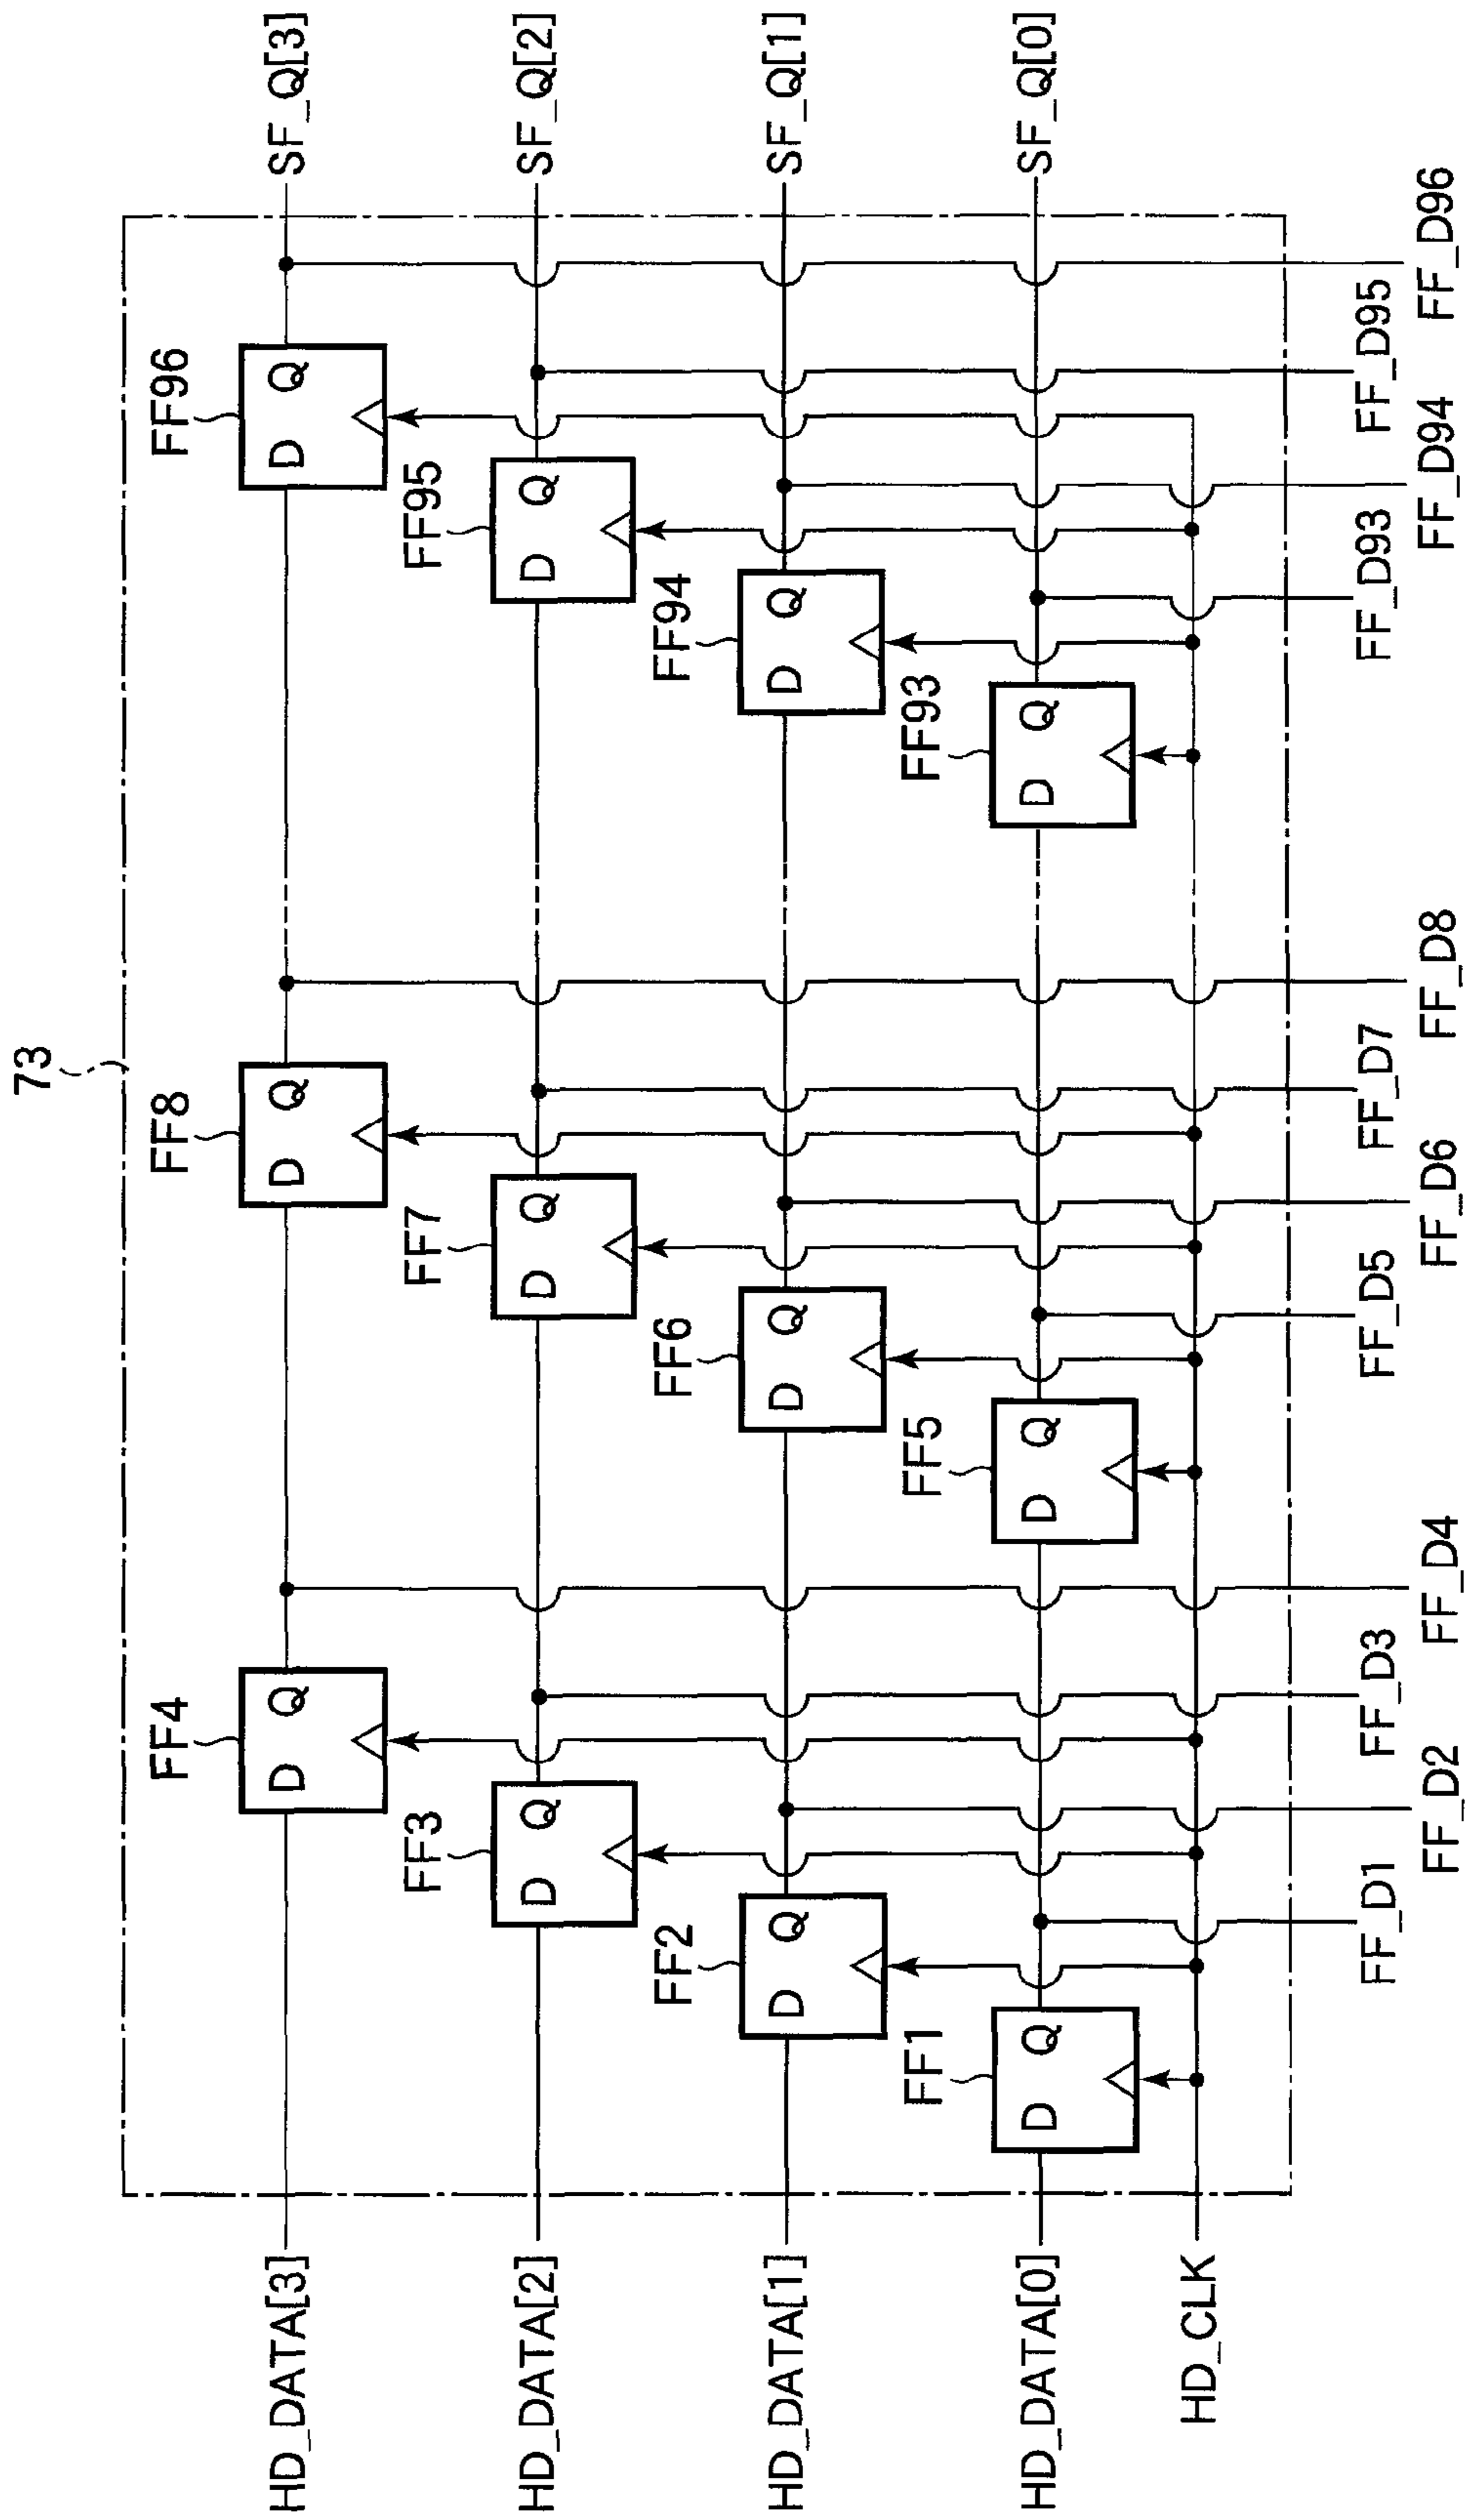 73
HD_DATA[3]
FF4
D Q
FF8
D Q
FF96
D Q
SF_Q[3]
HD_DATA[2]
FF3
D Q
FF7
D Q
FF95
D Q
SF_Q[2]
HD_DATA[1]
FF2
D Q
FF6
D Q
FF94
D Q
SF_Q[1]
HD_DATA[0]
FF1
D Q
FF5
D Q
FF93
D Q
SF_Q[0]
HD_CLK
FF_D1
FF_D3
FF_D5
FF_D7
FF_D93
FF_D95
FF_D2
FF_D4
FF_D6
FF_D8
FF_D94
FF_D96